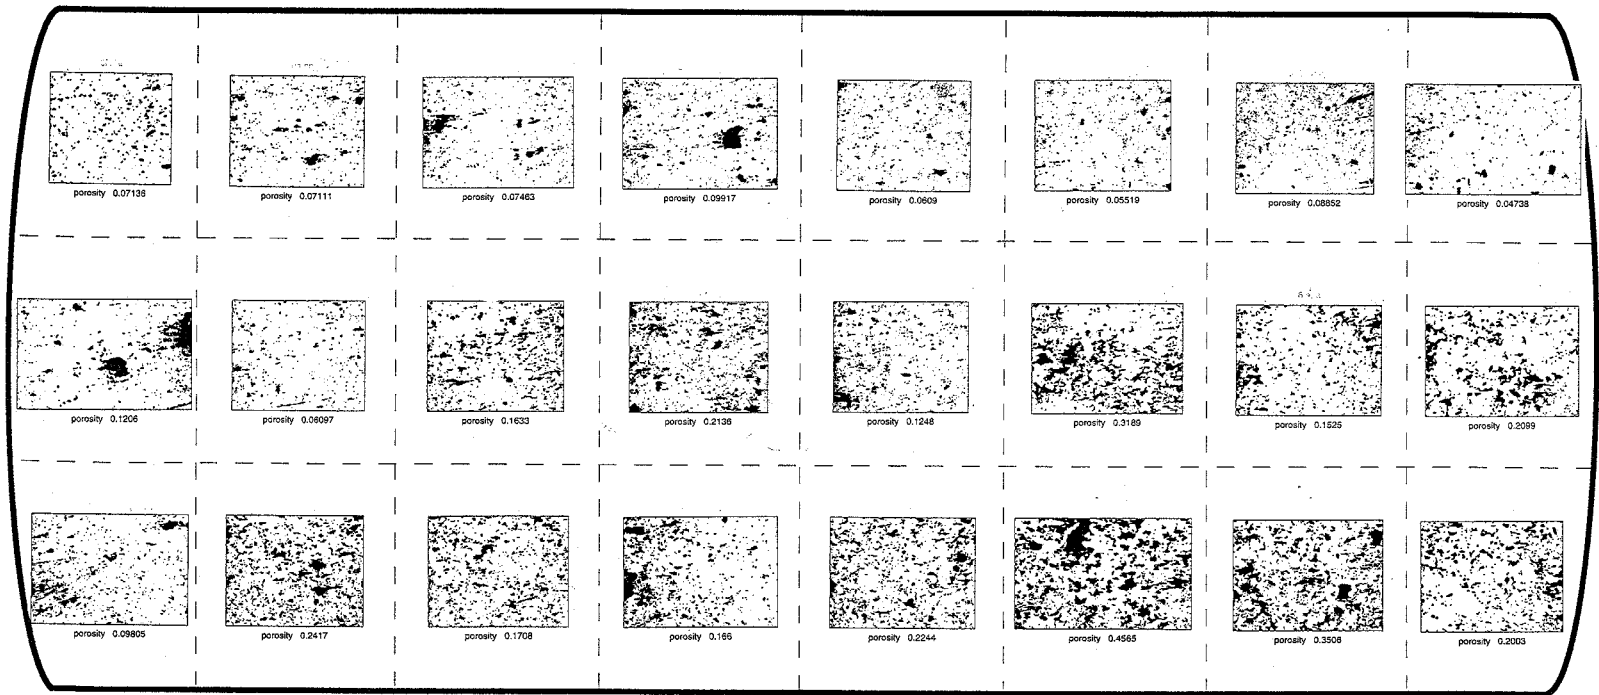 porosity 0.07136
porosity 0.07111
porosity 0.07463
porosity 0.09917
porosity 0.0609
porosity 0.05519
porosity 0.08852
porosity 0.04738
porosity 0.1206
porosity 0.06097
porosity 0.1633
porosity 0.2136
porosity 0.1248
porosity 0.3189
porosity 0.1525
porosity 0.2099
porosity 0.09805
porosity 0.2417
porosity 0.1708
porosity 0.166
porosity 0.2244
porosity 0.4565
porosity 0.3506
porosity 0.2003